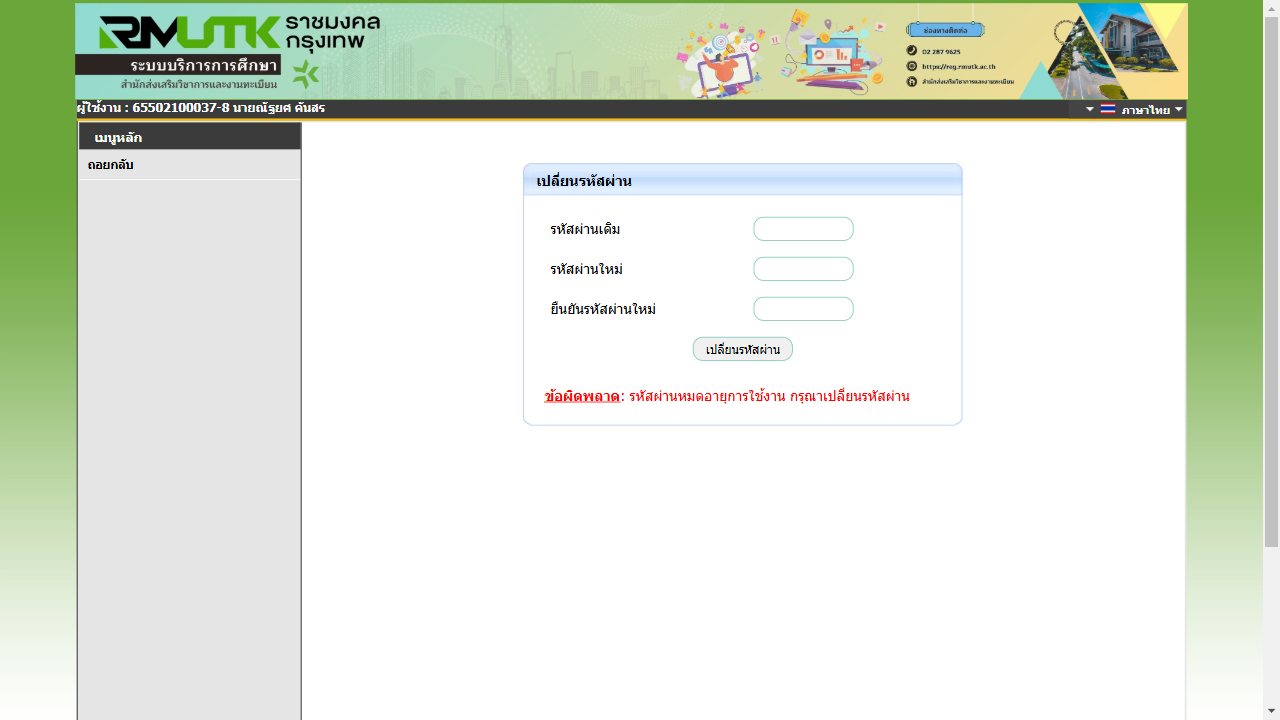 RMUTK ราชมงคล
กรุงเทพ
ระบบบริการการศึกษา
สำนักส่งเสริมวิชาการและงานทะเบียน
ช่องทางติดต่อ
02 287 9625
https://reg.rmutk.ac.th
สำนักส่งเสริมวิชาการและงานทะเบียน
ผู้ใช้งาน : 65502100037-8 นายณัฐยศ คันสร
ภาษาไทย
เมนูหลัก
ถอยกลับ
เปลี่ยนรหัสผ่าน
รหัสผ่านเดิม
รหัสผ่านใหม่
ยืนยันรหัสผ่านใหม่
เปลี่ยนรหัสผ่าน
ข้อผิดพลาด: รหัสผ่านหมดอายุการใช้งาน กรุณาเปลี่ยนรหัสผ่าน